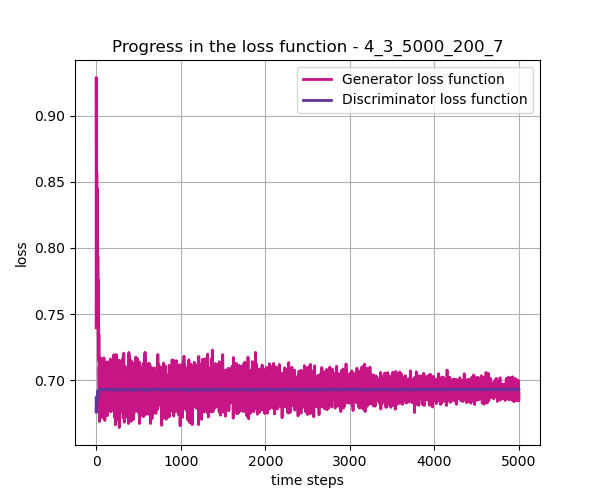 Progress in the loss function - 4_3_5000_200_7
Generator loss function
Discriminator loss function
0.90
0.85
0.80
0.75
0.70
loss
0
1000
2000
3000
4000
5000
time steps